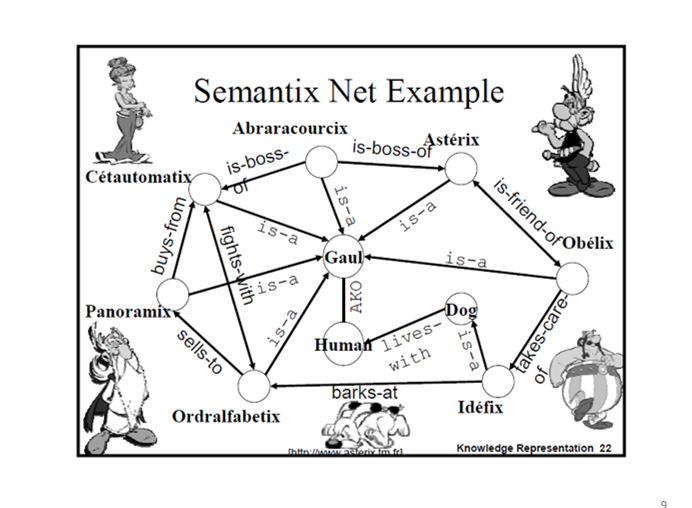 Semantix Net Example
Abraracourcix
is-boss-of
Astérix
is-boss-
of
Cétautomatix
is-a
is-a
is-friend-of
Obélix
buys-from
fights-with
is-a
Gaul
is-a
is-a
AKO
Panoramix
Dog
takes-care-
of
sells-to
is-a
Human
lives-
with
is-a
barks-at
Idéfix
Ordralfabetix
[http://www.asterix.tm.fr]
Knowledge Representation 22
9